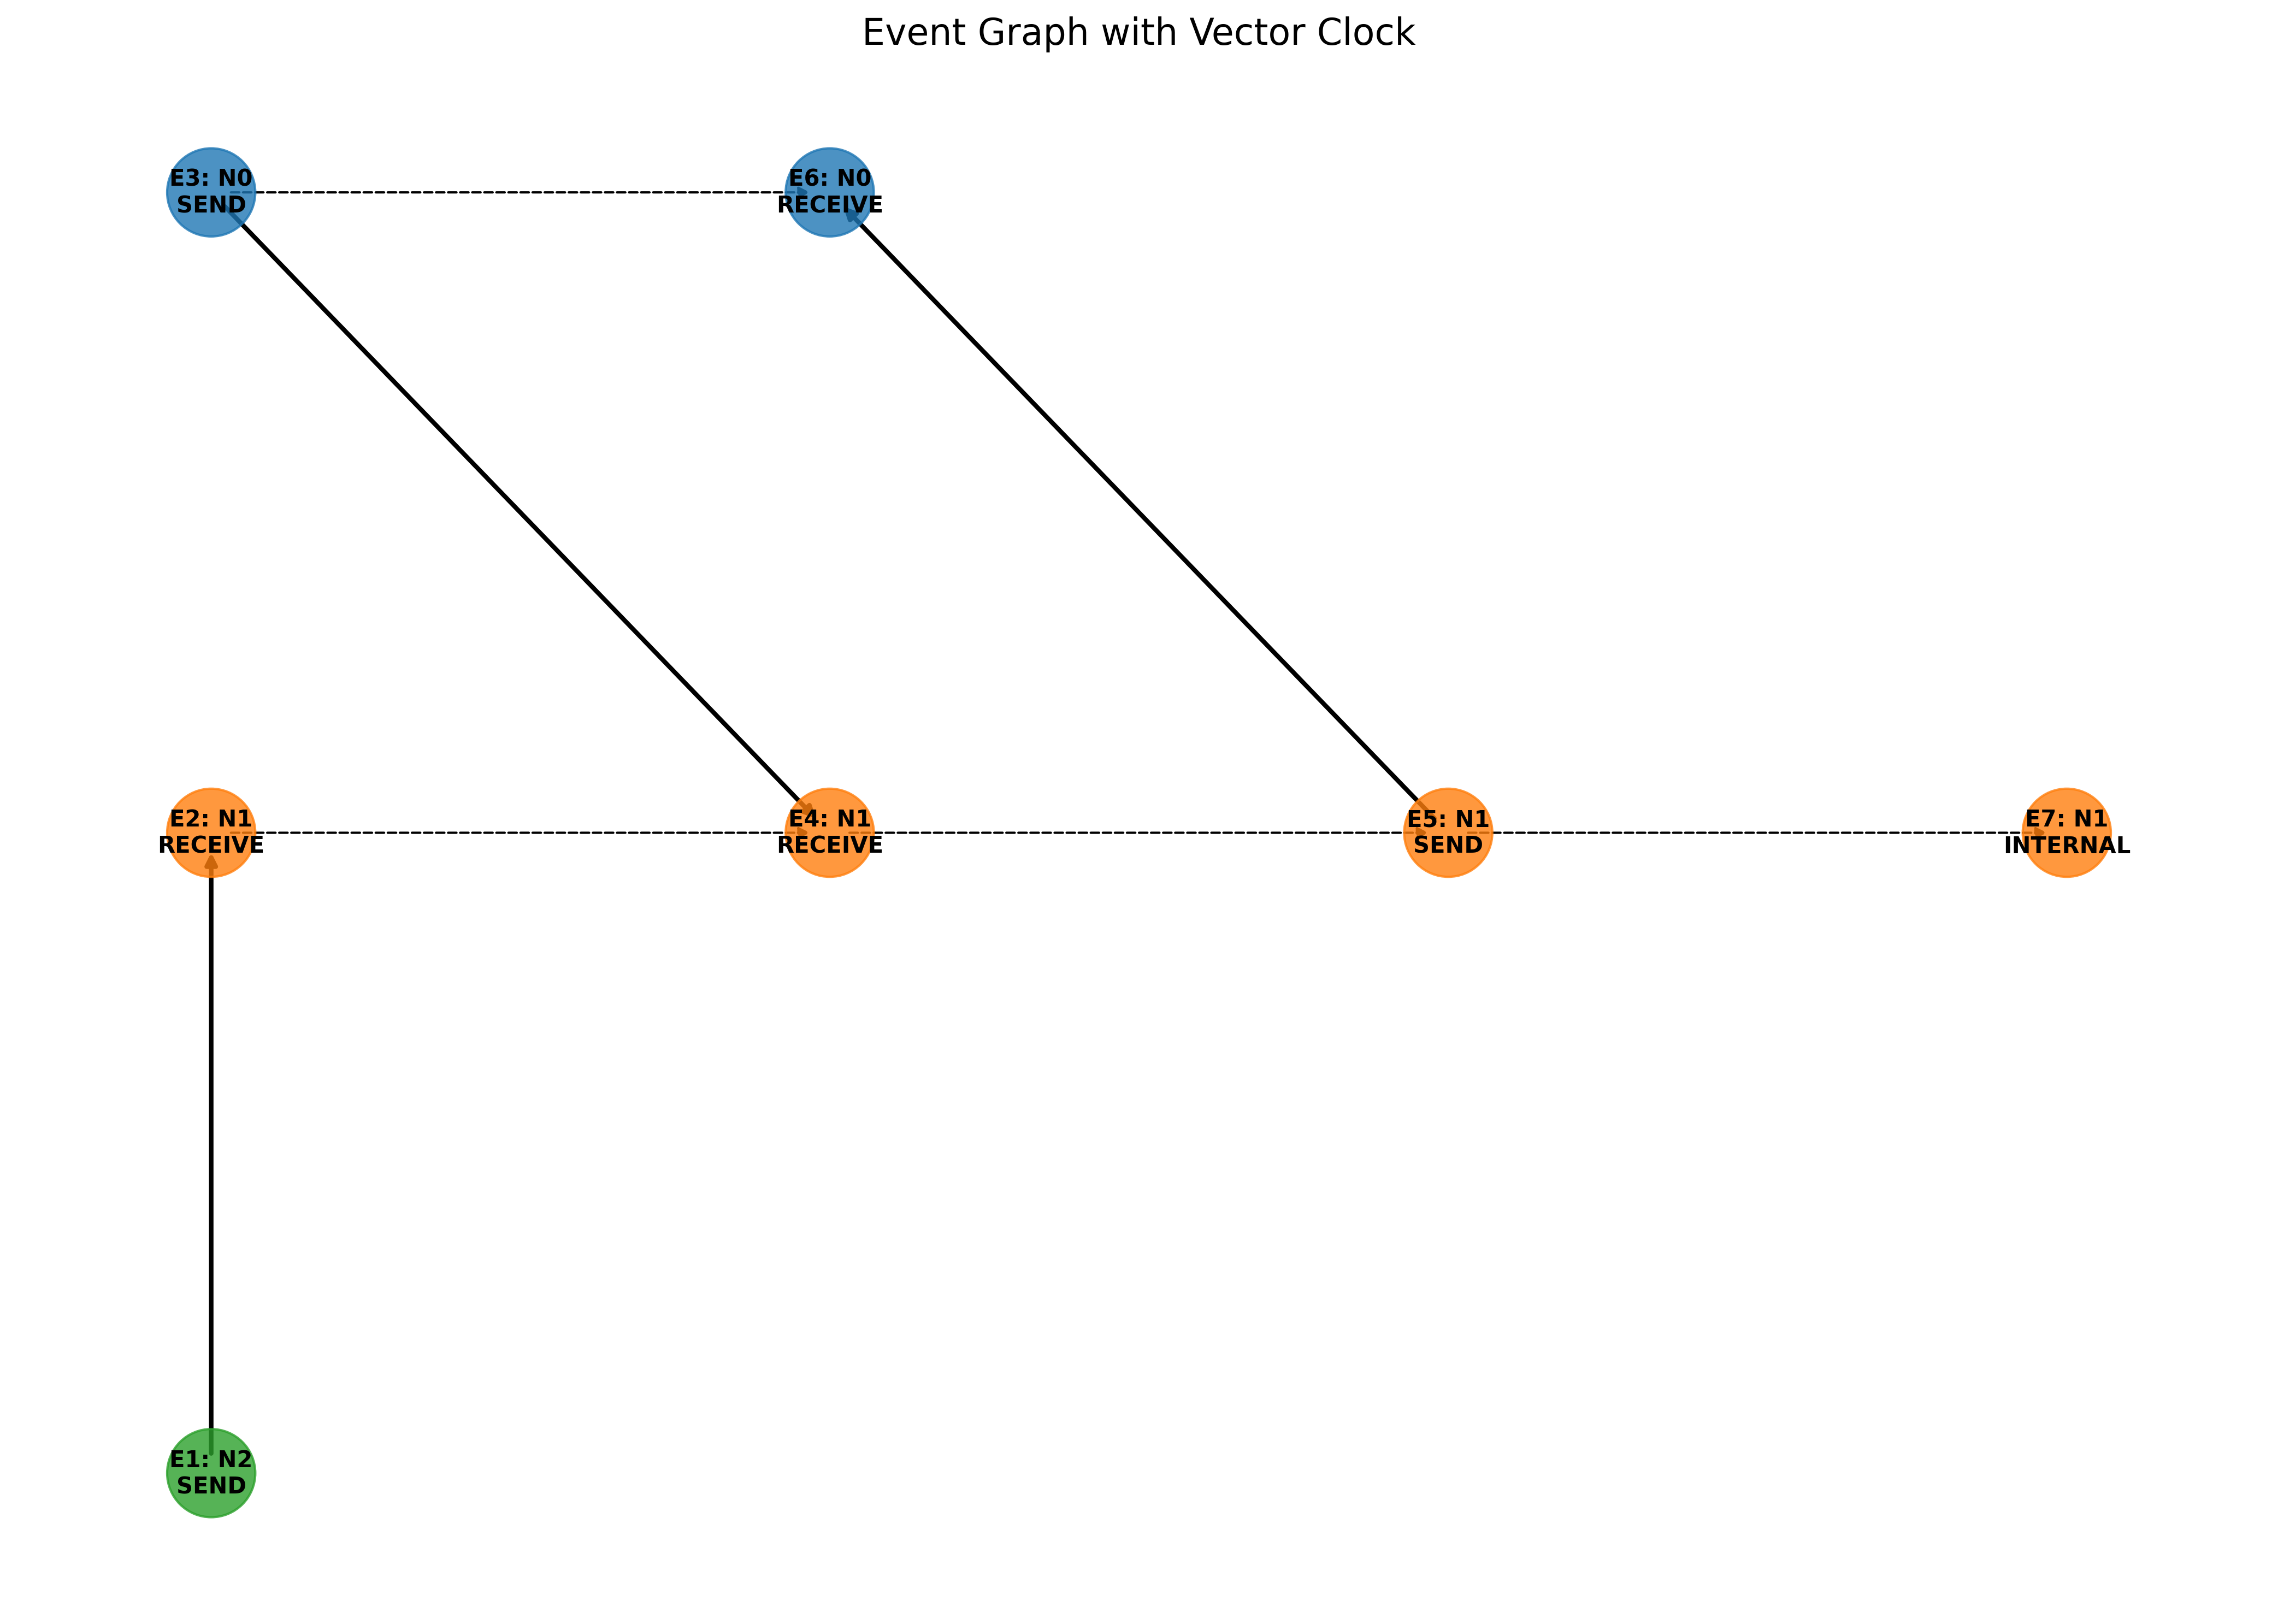 Event Graph with Vector Clock
E3: N0
SEND
E6: N0
RECEIVE
E2: N1
RECEIVE
E4: N1
RECEIVE
E5: N1
SEND
E7: N1
INTERNAL
E1: N2
SEND